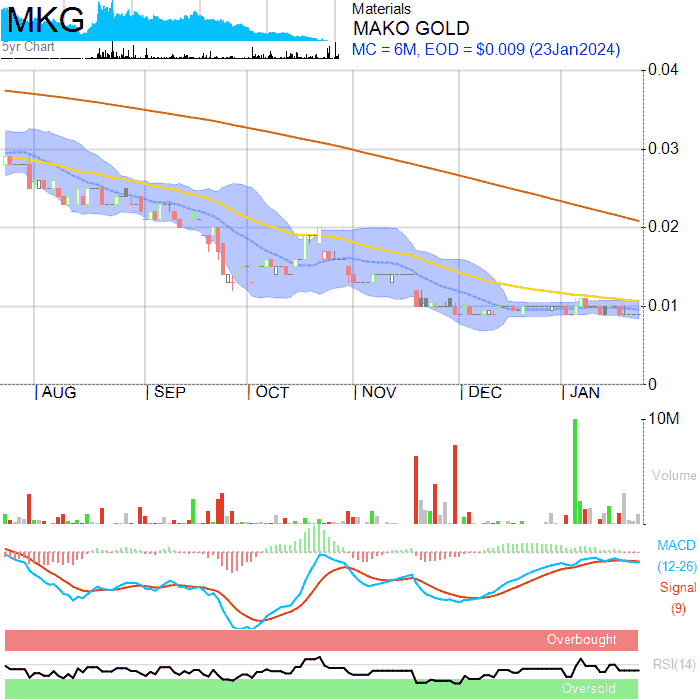 MKG
5yr Chart
Materials
MAKO GOLD
MC = 6M, EOD = $0.009 (23Jan2024)
0.04
0.03
0.02
0.01
0
AUG SEP OCT NOV DEC JAN
10M
Volume
MACD
(12-26)
Signal
(9)
Overbought
RSI(14)
Oversold